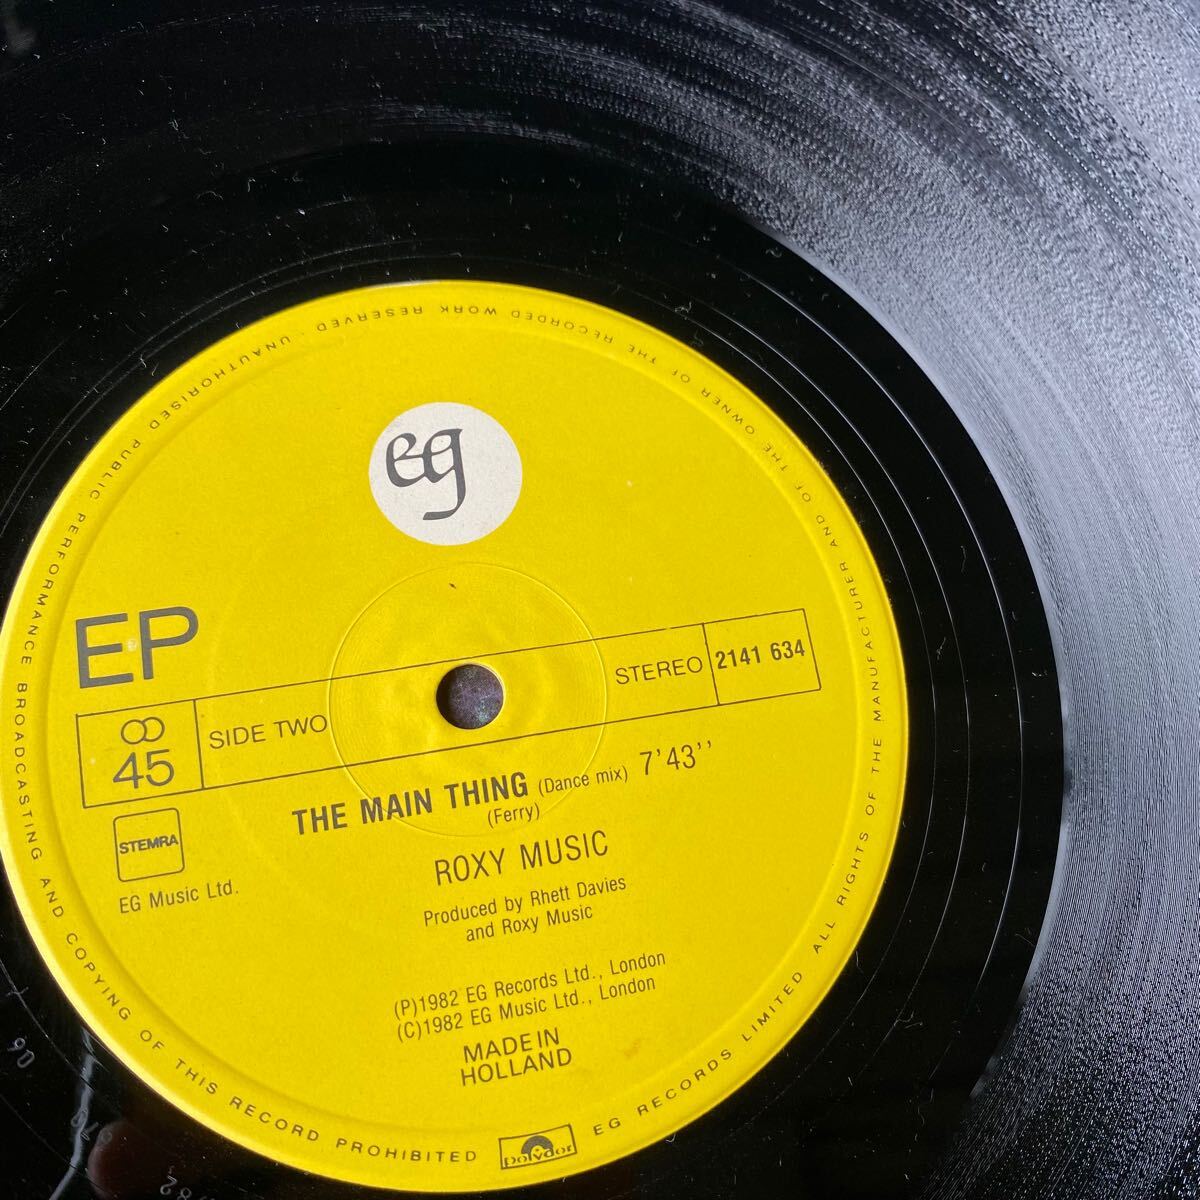 eg
EP
45
SIDE TWO
STEREO
2141 634
THE MAIN THING (Dance mix) 7'43''
(Ferry)
STEMRA
EG Music Ltd.
ROXY MUSIC
Produced by Rhett Davies
and Roxy Music
(P)1982 EG Records Ltd., London
(C)1982 EG Music Ltd., London
MADE IN
HOLLAND
polydor
EG RECORDS LIMITED ALL RIGHTS OF THE MANUFACTURER AND OF THE OWNER OF THE RECORDED WORK RESERVED · UNAUTHORISED PUBLIC PERFORMANCE BROADCASTING AND COPYING OF THIS RECORD PROHIBITED